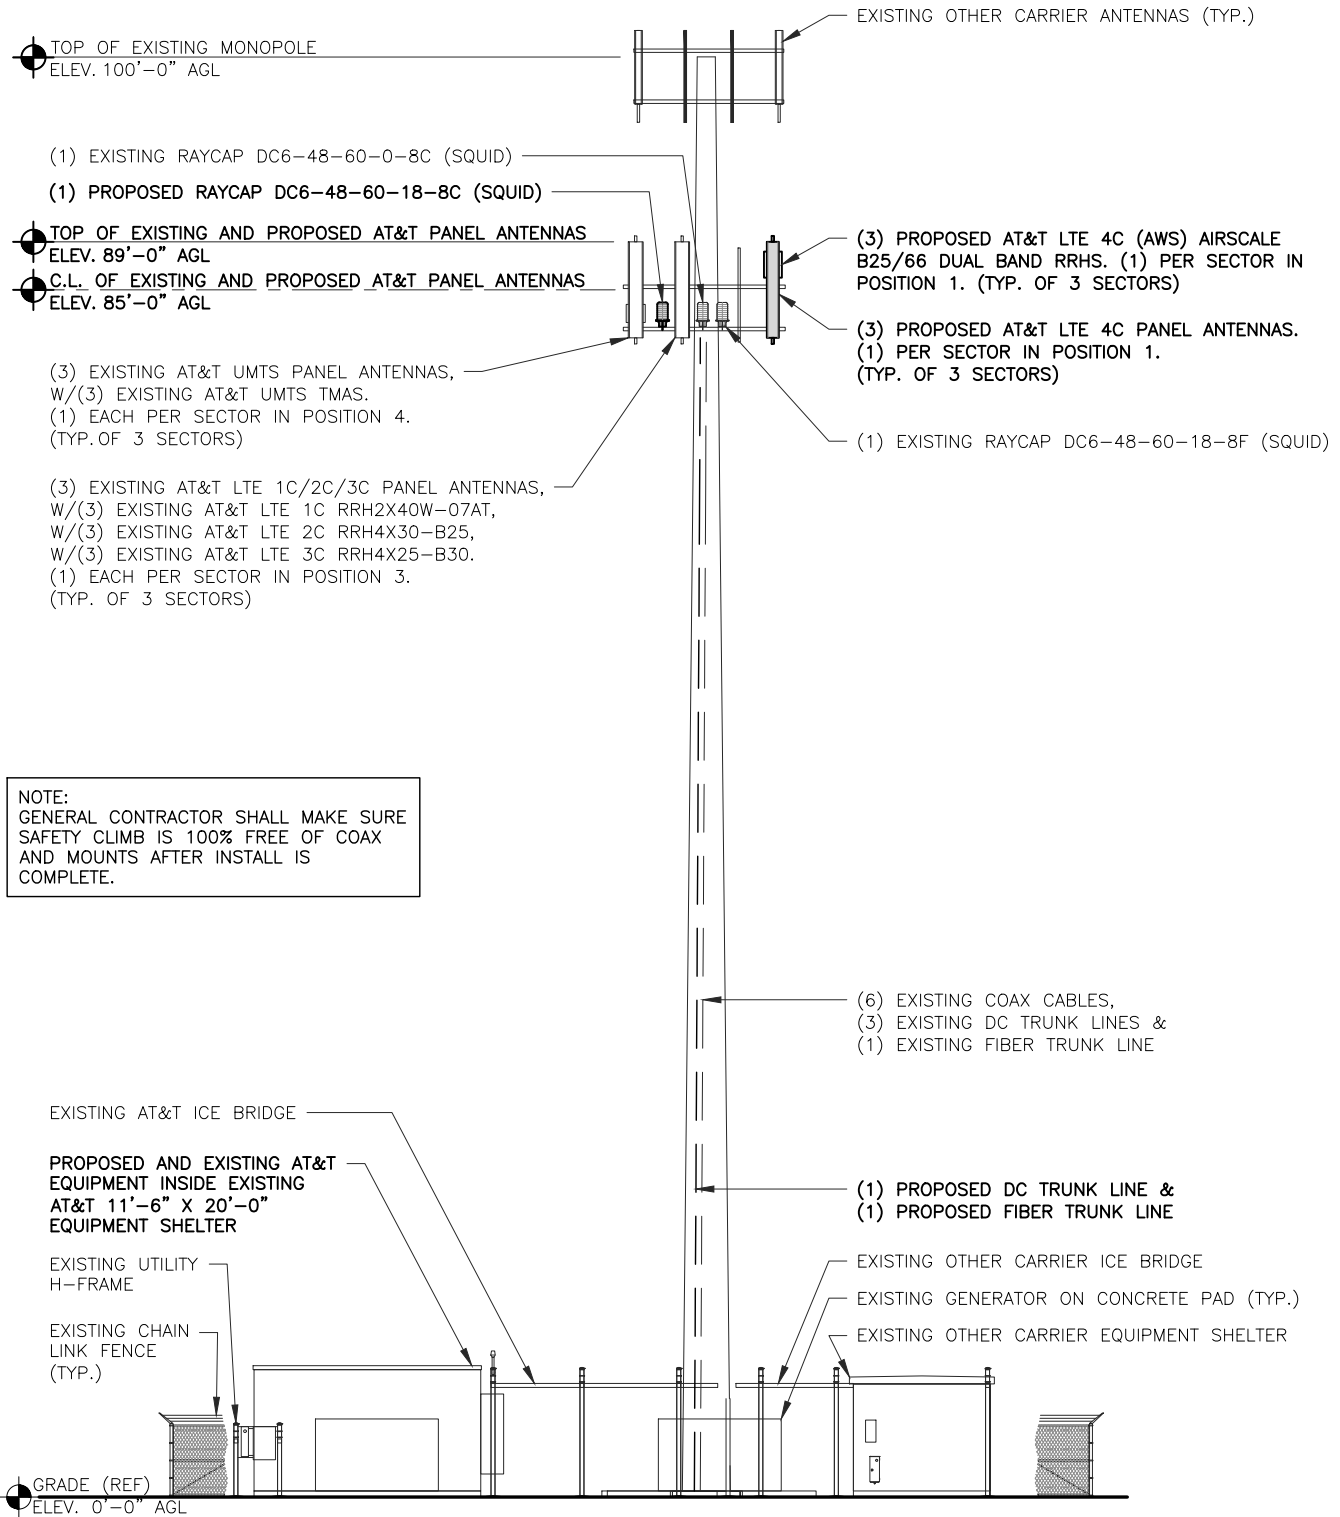 EXISTING OTHER CARRIER ANTENNAS (TYP.)
TOP OF EXISTING MONOPOLE
ELEV. 100'-0" AGL
(1) EXISTING RAYCAP DC6-48-60-0-8C (SQUID)
(1) PROPOSED RAYCAP DC6-48-60-18-8C (SQUID)
TOP OF EXISTING AND PROPOSED AT&T PANEL ANTENNAS
ELEV. 89'-0" AGL
C.L. OF EXISTING AND PROPOSED AT&T PANEL ANTENNAS
ELEV. 85'-0" AGL
(3) PROPOSED AT&T LTE 4C (AWS) AIRSCALE
B25/66 DUAL BAND RRHS. (1) PER SECTOR IN
POSITION 1. (TYP. OF 3 SECTORS)
(3) PROPOSED AT&T LTE 4C PANEL ANTENNAS.
(1) PER SECTOR IN POSITION 1.
(TYP. OF 3 SECTORS)
(3) EXISTING AT&T UMTS PANEL ANTENNAS,
W/(3) EXISTING AT&T UMTS TMAS.
(1) EACH PER SECTOR IN POSITION 4.
(TYP. OF 3 SECTORS)
(1) EXISTING RAYCAP DC6-48-60-18-8F (SQUID)
(3) EXISTING AT&T LTE 1C/2C/3C PANEL ANTENNAS,
W/(3) EXISTING AT&T LTE 1C RRH2X40W-07AT,
W/(3) EXISTING AT&T LTE 2C RRH4X30-B25,
W/(3) EXISTING AT&T LTE 3C RRH4X25-B30.
(1) EACH PER SECTOR IN POSITION 3.
(TYP. OF 3 SECTORS)
NOTE:
GENERAL CONTRACTOR SHALL MAKE SURE
SAFETY CLIMB IS 100% FREE OF COAX
AND MOUNTS AFTER INSTALL IS
COMPLETE.
(6) EXISTING COAX CABLES,
(3) EXISTING DC TRUNK LINES &
(1) EXISTING FIBER TRUNK LINE
EXISTING AT&T ICE BRIDGE
PROPOSED AND EXISTING AT&T
EQUIPMENT INSIDE EXISTING
AT&T 11'-6" X 20'-0"
EQUIPMENT SHELTER
(1) PROPOSED DC TRUNK LINE &
(1) PROPOSED FIBER TRUNK LINE
EXISTING UTILITY
H-FRAME
EXISTING OTHER CARRIER ICE BRIDGE
EXISTING GENERATOR ON CONCRETE PAD (TYP.)
EXISTING CHAIN
LINK FENCE
(TYP.)
EXISTING OTHER CARRIER EQUIPMENT SHELTER
GRADE (REF)
ELEV. 0'-0" AGL